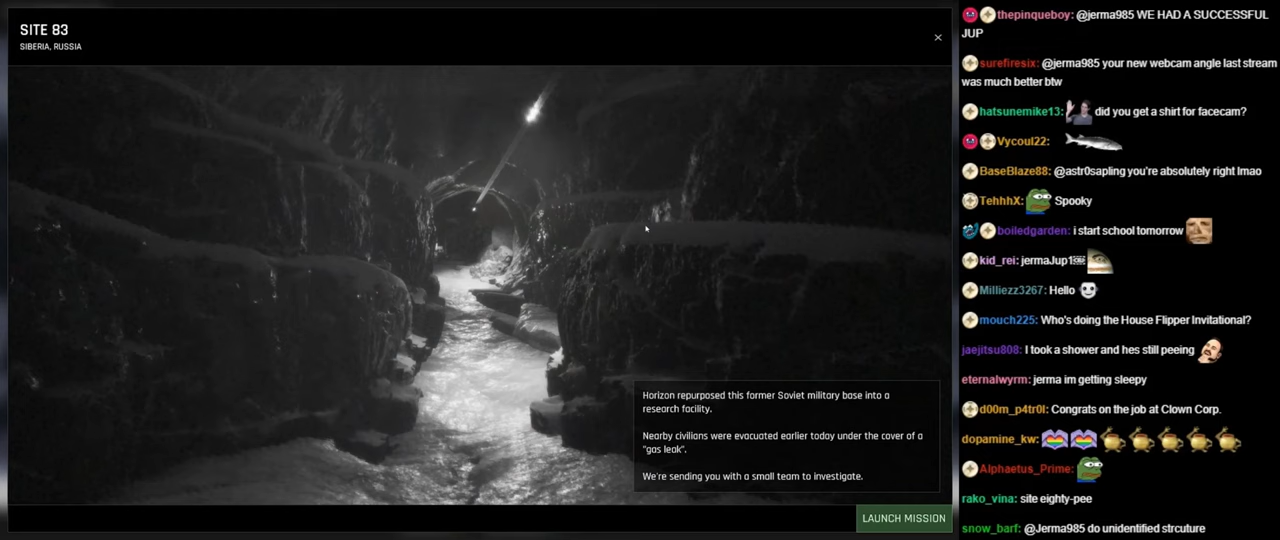 SITE 83
SIBERIA, RUSSIA
×
Horizon repurposed this former Soviet military base into a
research facility.
Nearby civilians were evacuated earlier today under the cover of a
"gas leak".
We're sending you with a small team to investigate.
LAUNCH MISSION
thepinqueboy: @jerma985 WE HAD A SUCCESSFUL
JUP
surefiresix: @jerma985 your new webcam angle last stream
was much better btw
hatsunemike13: did you get a shirt for facecam?
Vycoul22:
BaseBlaze88: @astr0sapling you're absolutely right lmao
TehhhX: Spooky
boiledgarden: i start school tomorrow
kid_rei: jermaJup1
Milliezz3267: Hello
mouch225: Who's doing the House Flipper Invitational?
jaejitsu808: I took a shower and hes still peeing
eternalwyrm: jerma im getting sleepy
d00m_p4tr0l: Congrats on the job at Clown Corp.
dopamine_kw:
Alphaetus_Prime:
rako_vina: site eighty-pee
snow_barf: @Jerma985 do unidentified strcuture